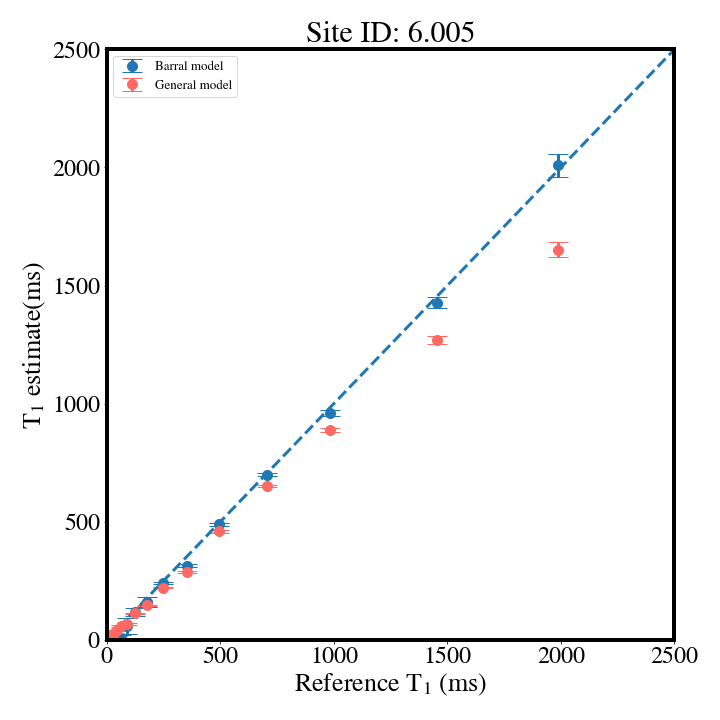 Site ID: 6.005
Barral model
General model
2500
2000
1500
1000
500
0
T1 estimate(ms)
0 500 1000 1500 2000 2500
Reference T1 (ms)